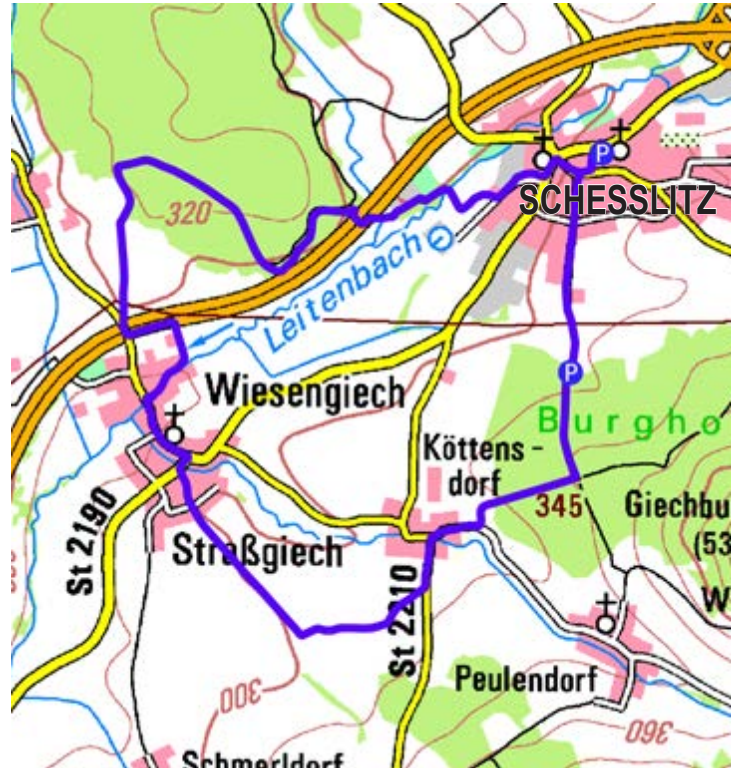 320
P
SCHESSLITZ
Leitenbach
P
Wiesengiech
Burgho
Köttens-
dorf
345
Giechbu
(53
St 2190
Straßgiech
W
St 2210
Peulendorf
300
360
Schmerldorf